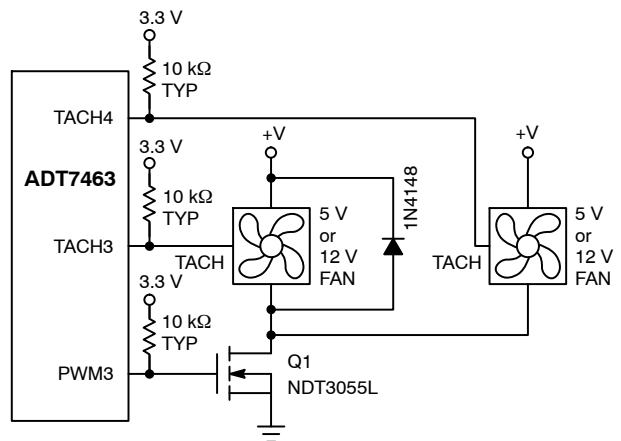 3.3 V
10 kΩ
TYP
TACH4
3.3 V
+V
+V
ADT7463
1N4148
10 kΩ
TYP
5 V
or
12 V
FAN
5 V
or
12 V
FAN
TACH3
TACH
TACH
3.3 V
10 kΩ
TYP
Q1
NDT3055L
PWM3